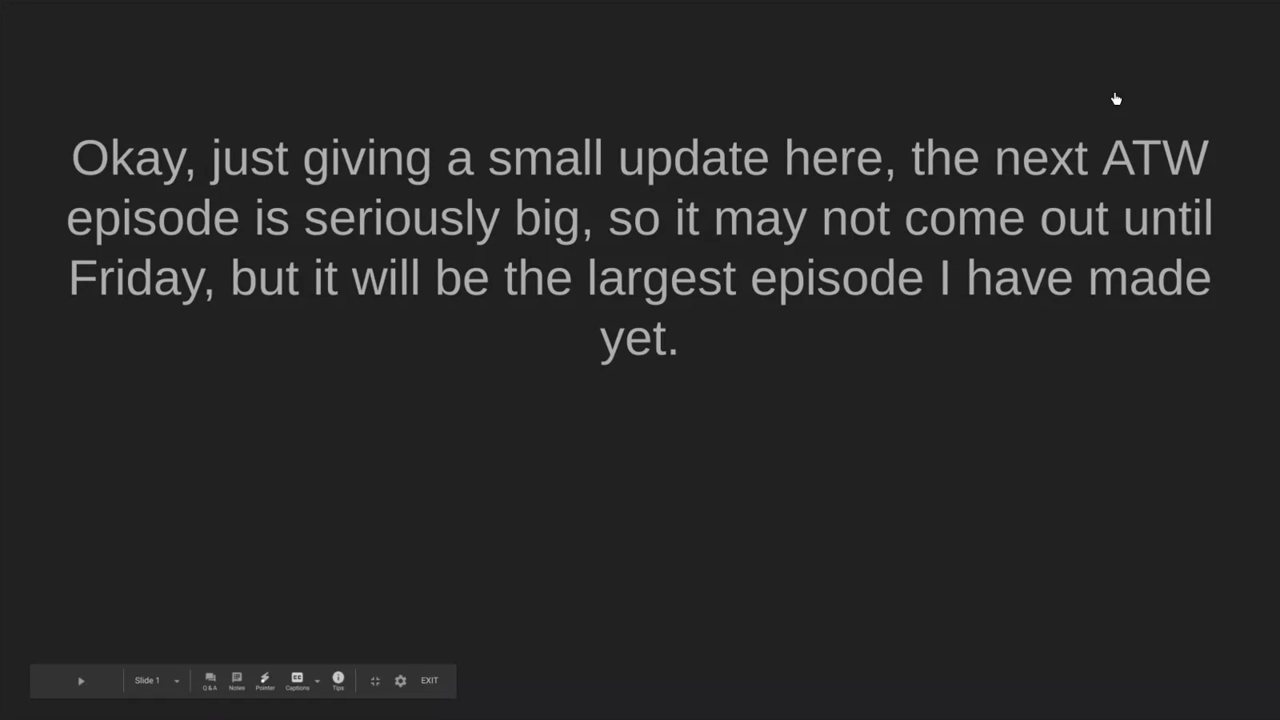 Okay, just giving a small update here, the next ATW
episode is seriously big, so it may not come out until
Friday, but it will be the largest episode I have made
yet.
Slide 1
Q&A
Notes
Pointer
Captions
Tips
EXIT